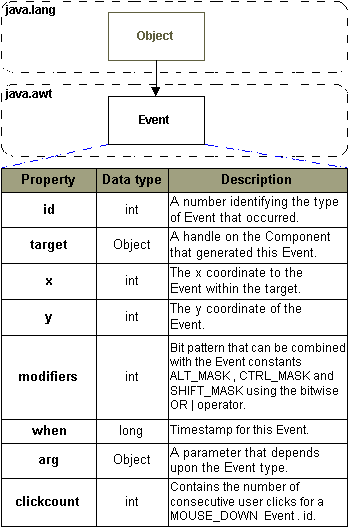 java.lang
Object
java.awt
Event
Property Data type Description
id int A number identifying the type
of Event that occurred.
target Object A handle on the Component
that generated this Event.
x int The x coordinate to the
Event within the target.
y int The y coordinate of the
Event.
modifiers int Bit pattern that can be combined
with the Event constants
ALT_MASK , CTRL_MASK and
SHIFT_MASK using the bitwise
OR | operator.
when long Timestamp for this Event.
arg Object A parameter that depends
upon the Event type.
clickcount int Contains the number of
consecutive user clicks for a
MOUSE_DOWN Event . id.